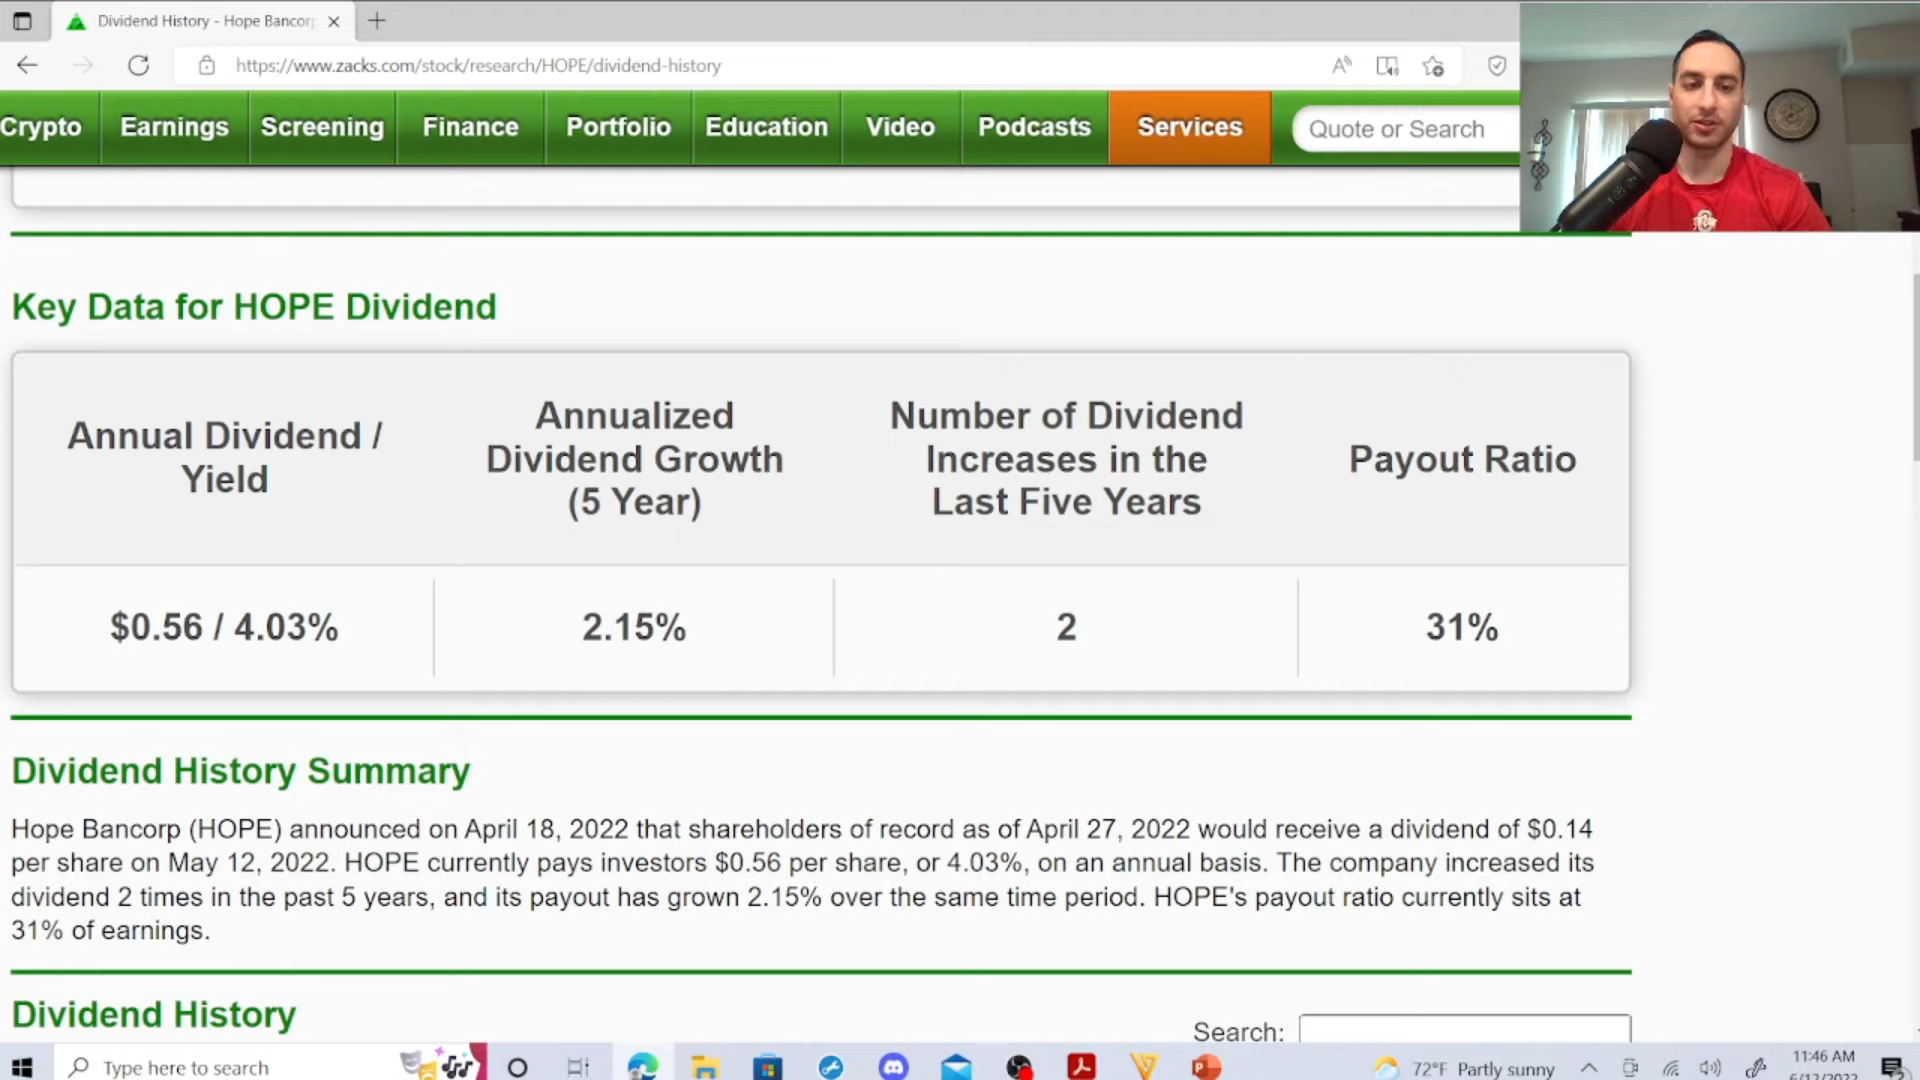 Dividend History - Hope Bancorp
https://www.zacks.com/stock/research/HOPE/dividend-history
Crypto
Earnings
Screening
Finance
Portfolio
Education
Video
Podcasts
Services
Quote or Search
Key Data for HOPE Dividend
Annual Dividend /
Yield
Annualized
Dividend Growth
(5 Year)
Number of Dividend
Increases in the
Last Five Years
Payout Ratio
$0.56 / 4.03%
2.15%
2
31%
Dividend History Summary
Hope Bancorp (HOPE) announced on April 18, 2022 that shareholders of record as of April 27, 2022 would receive a dividend of $0.14
per share on May 12, 2022. HOPE currently pays investors $0.56 per share, or 4.03%, on an annual basis. The company increased its
dividend 2 times in the past 5 years, and its payout has grown 2.15% over the same time period. HOPE's payout ratio currently sits at
31% of earnings.
Dividend History
Search:
Type here to search
72°F Partly sunny
11:46 AM